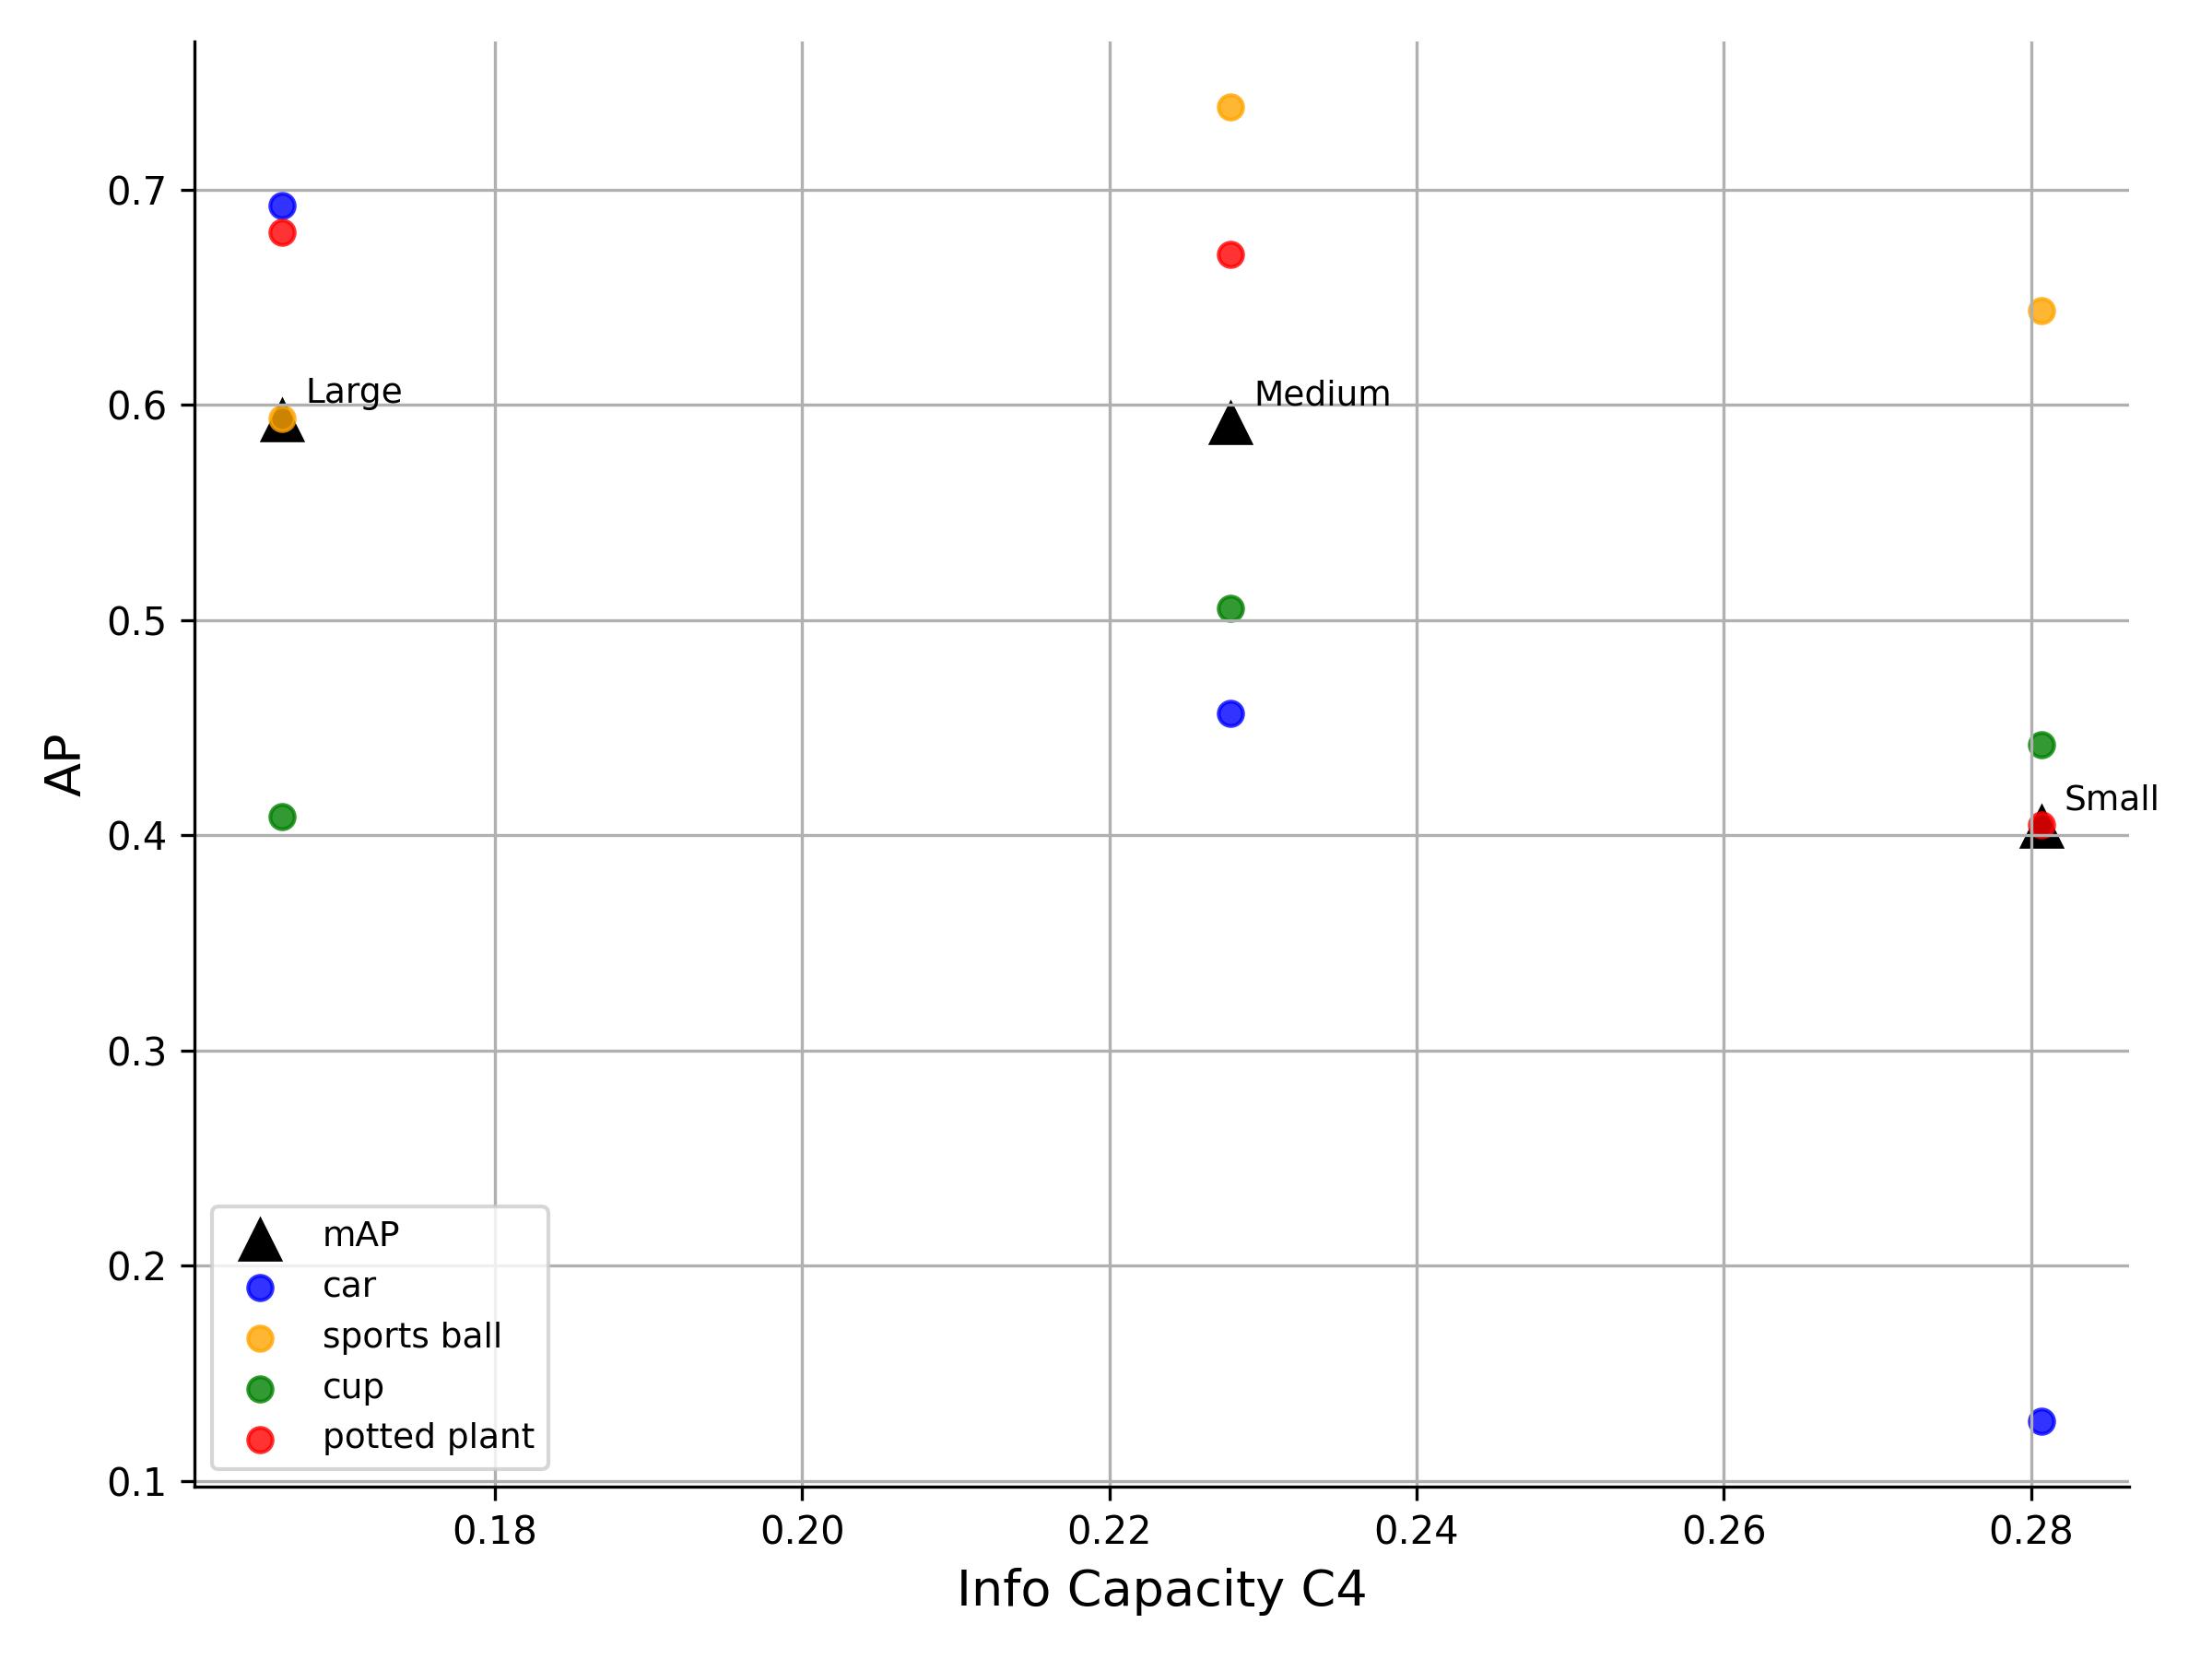 0.7
0.6
0.5
0.4
0.3
0.2
0.1
AP
Large
Medium
Small
mAP
car
sports ball
cup
potted plant
0.18 0.20 0.22 0.24 0.26 0.28
Info Capacity C4